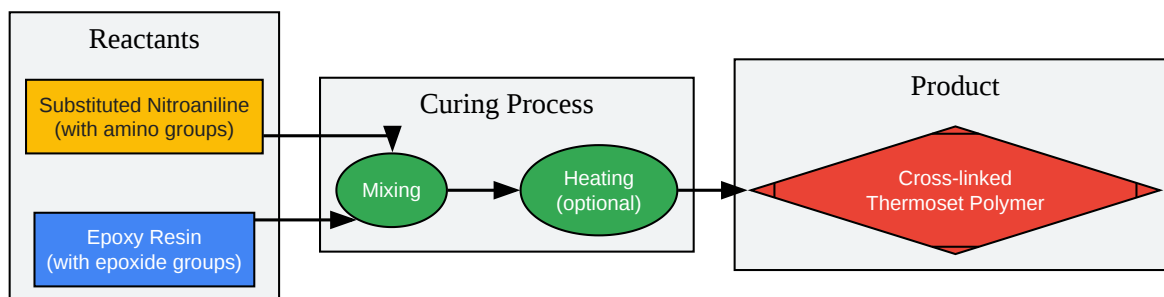 Reactants
Substituted Nitroaniline
(with amino groups)
Epoxy Resin
(with epoxide groups)
Curing Process
Mixing
Heating
(optional)
Product
Cross-linked
Thermoset Polymer